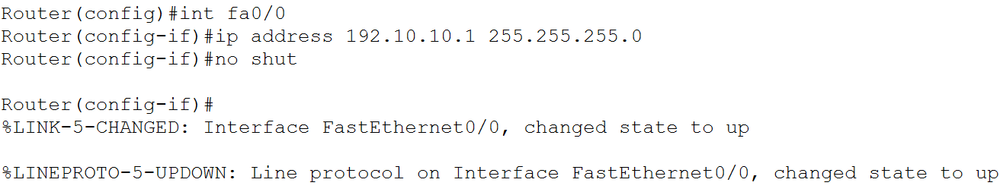 Router(config)#int fa0/0
Router(config-if)#ip address 192.10.10.1 255.255.255.0
Router(config-if)#no shut
Router(config-if)#
%LINK-5-CHANGED: Interface FastEthernet0/0, changed state to up
%LINEPROTO-5-UPDOWN: Line protocol on Interface FastEthernet0/0, changed state to up